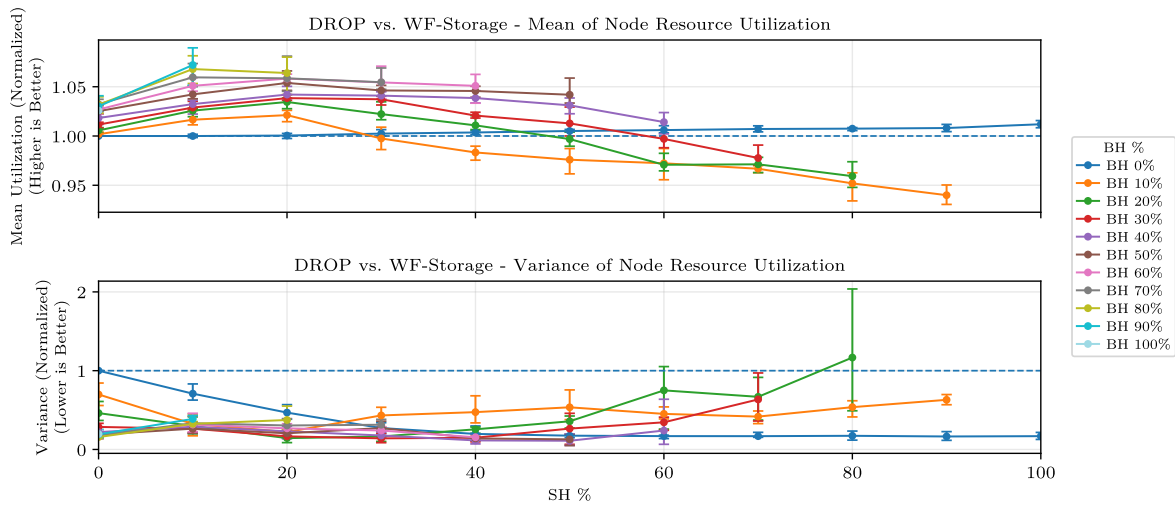 DROP vs. WF-Storage - Mean of Node Resource Utilization
Mean Utilization (Normalized)
(Higher is Better)
1.05
1.00
0.95
DROP vs. WF-Storage - Variance of Node Resource Utilization
Variance (Normalized)
(Lower is Better)
2
1
0
0
20
40
60
80
100
SH %
BH %
BH 0%
BH 10%
BH 20%
BH 30%
BH 40%
BH 50%
BH 60%
BH 70%
BH 80%
BH 90%
BH 100%